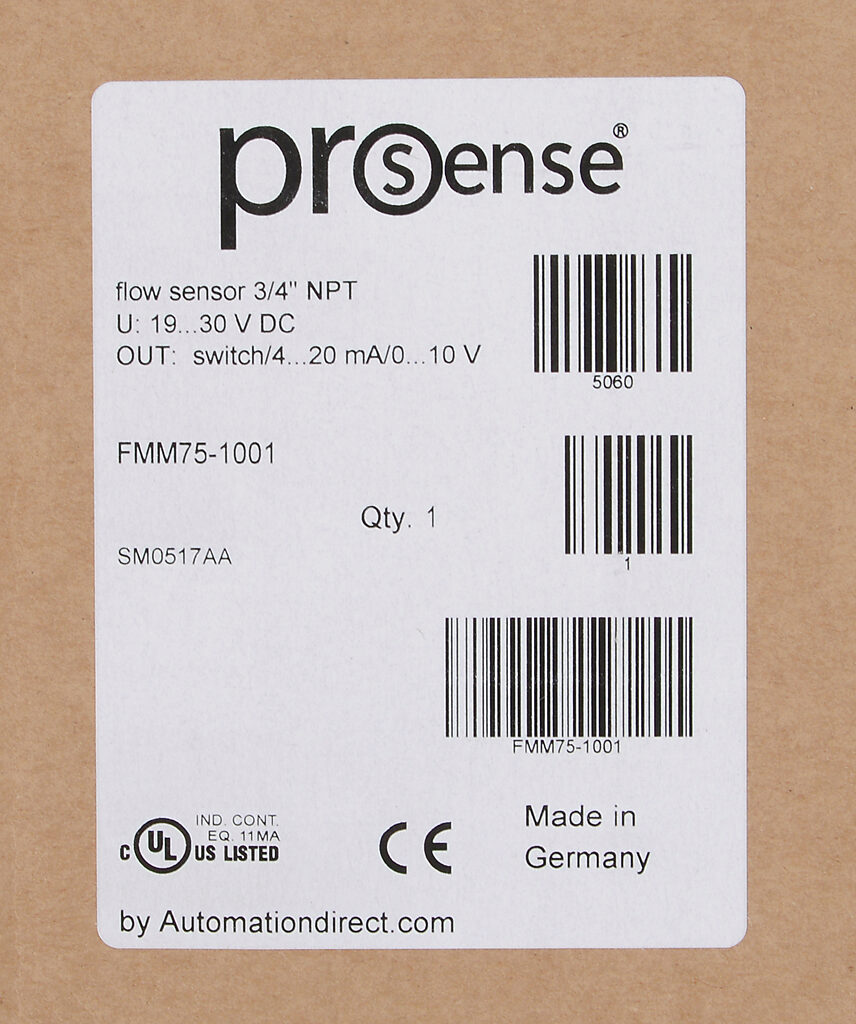 prosense®
flow sensor 3/4" NPT
U: 19...30 V DC
OUT: switch/4...20 mA/0...10 V
5060
FMM75-1001
Qty. 1
1
SM0517AA
FMM75-1001
IND. CONT.
EQ. 11MA
C UL US LISTED
CE
Made in
Germany
by Automationdirect.com